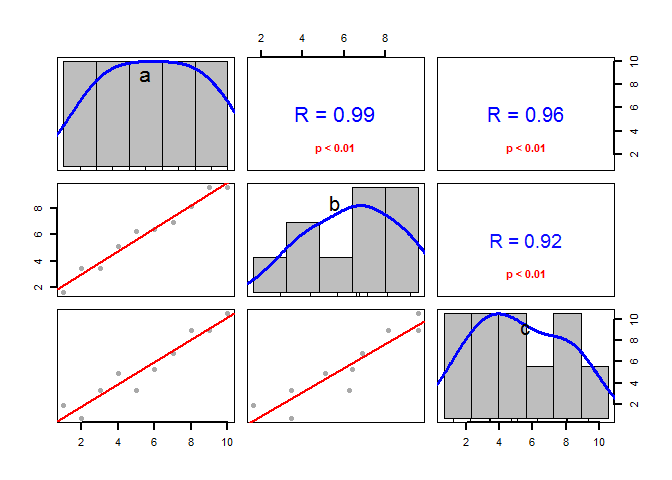 2 4 6 8
a
R = 0.99
p < 0.01
R = 0.96
p < 0.01
2 4 6 8 10
2 4 6 8
b
R = 0.92
p < 0.01
c
2 4 6 8 10
2 4 6 8 10
2 4 6 8 10